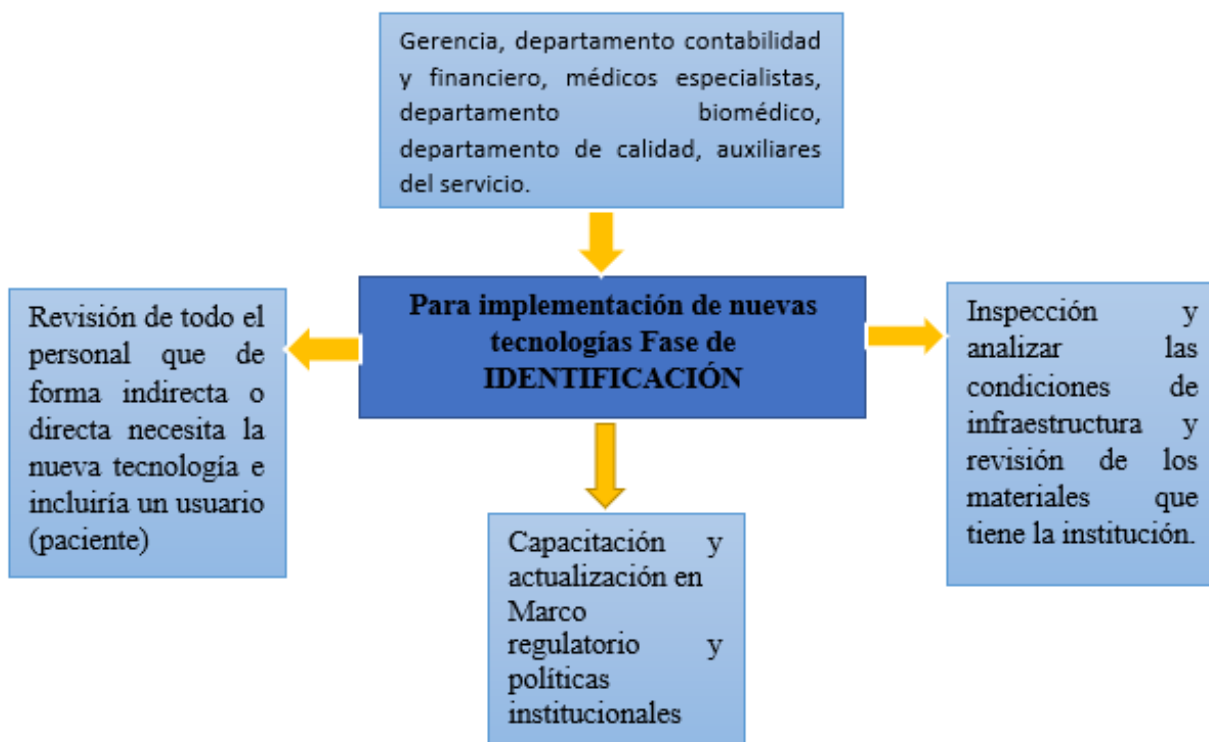 Gerencia, departamento contabilidad
y financiero, médicos especialistas,
departamento biomédico,
departamento de calidad, auxiliares
del servicio.
Para implementación de nuevas
tecnologías Fase de
IDENTIFICACIÓN
Revisión de todo el
personal que de
forma indirecta o
directa necesita la
nueva tecnología e
incluiría un usuario
(paciente)
Inspección y
analizar las
condiciones de
infraestructura y
revisión de los
materiales que
tiene la institución.
Capacitación y
actualización en
Marco
regulatorio y
políticas
institucionales